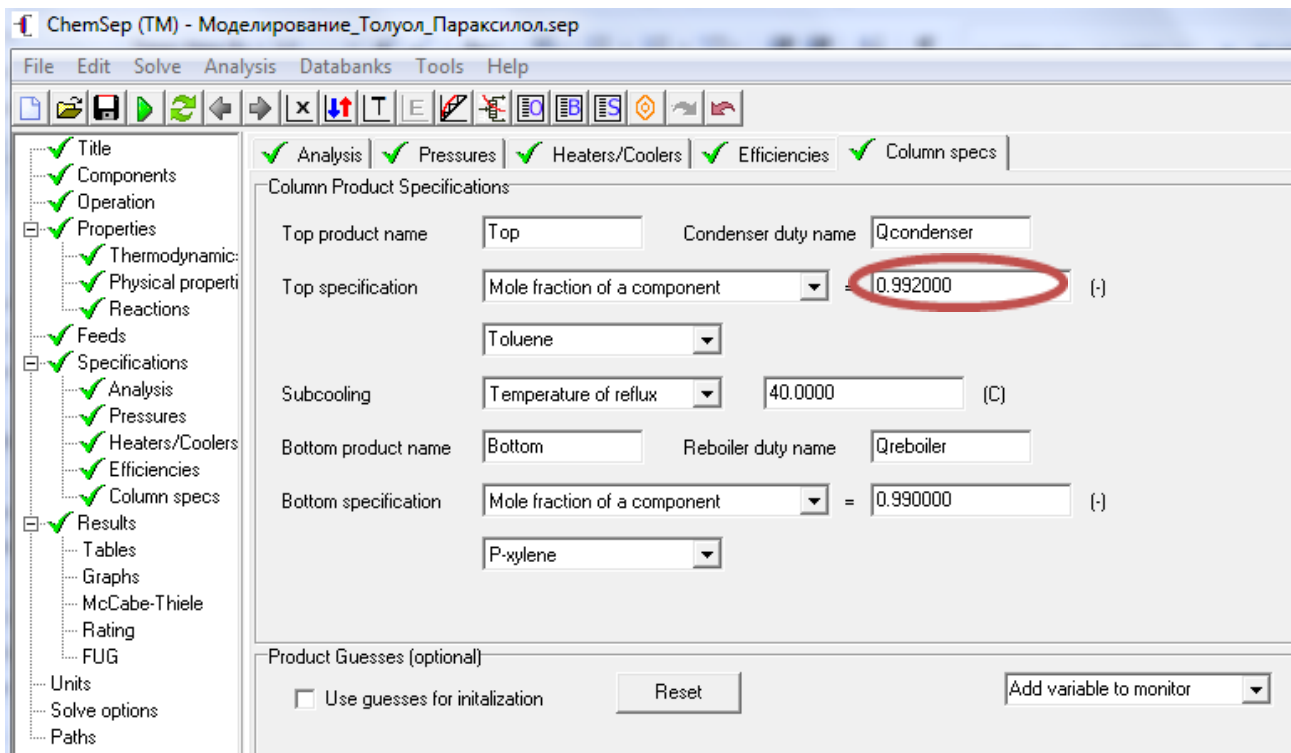 ChemSep (TM) - Моделирование_Толуол_Параксилол.sep
File Edit Solve Analysis Databanks Tools Help
x T E O B S
Title
Components
Operation
Properties
Thermodynamic:
Physical properti
Reactions
Feeds
Specifications
Analysis
Pressures
Heaters/Coolers
Efficiencies
Column specs
Results
Tables
Graphs
McCabe-Thiele
Rating
FUG
Units
Solve options
Paths
Analysis Pressures Heaters/Coolers Efficiencies Column specs
Column Product Specifications
Top product name Top Condenser duty name Qcondenser
Top specification Mole fraction of a component = 0.992000 (-)
Toluene
Subcooling Temperature of reflux 40.0000 (C)
Bottom product name Bottom Reboiler duty name Qreboiler
Bottom specification Mole fraction of a component = 0.990000 (-)
P-xylene
Product Guesses (optional)
Use guesses for initalization Reset Add variable to monitor